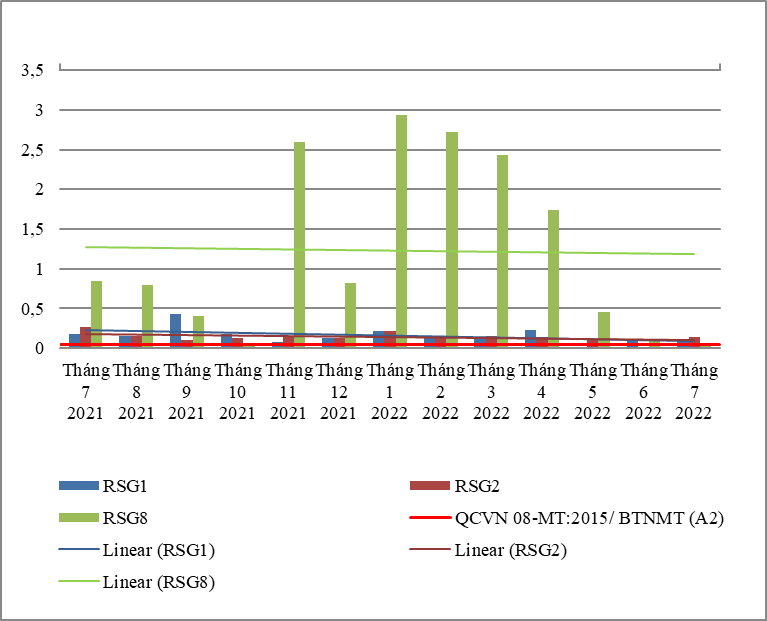 3,5
3
2,5
2
1,5
1
0,5
0
Tháng Tháng Tháng Tháng Tháng Tháng Tháng Tháng Tháng Tháng Tháng Tháng Tháng
7 8 9 10 11 12 1 2 3 4 5 6 7
2021 2021 2021 2021 2021 2021 2022 2022 2022 2022 2022 2022 2022
RSG1 RSG2
RSG8 QCVN 08-MT:2015/ BTNMT (A2)
Linear (RSG1) Linear (RSG2)
Linear (RSG8)